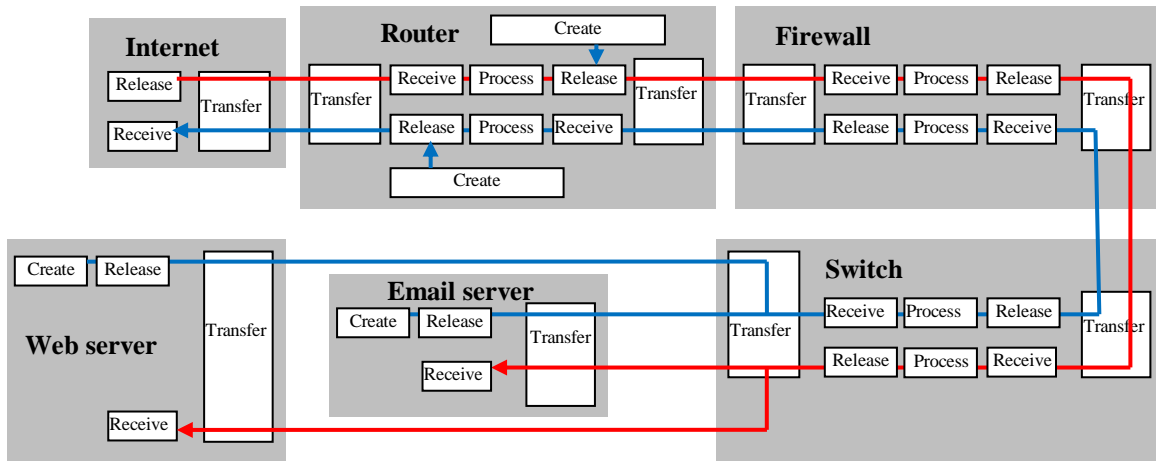 Internet
Release
Transfer
Receive
Router
Create
Transfer
Receive
Process
Release
Transfer
Release
Process
Receive
Create
Firewall
Transfer
Receive
Process
Release
Transfer
Release
Process
Receive
Web server
Create
Release
Transfer
Receive
Email server
Create
Release
Transfer
Receive
Switch
Transfer
Receive
Process
Release
Transfer
Release
Process
Receive